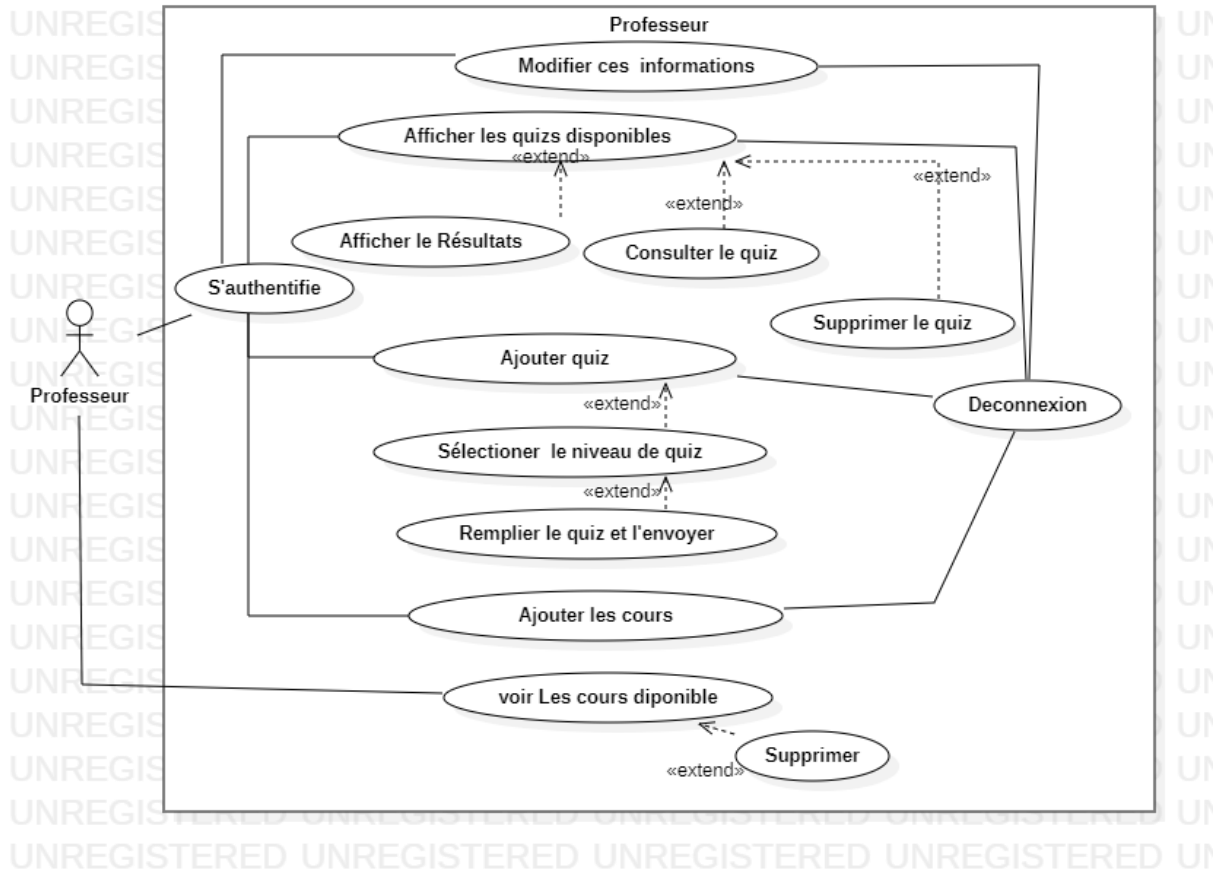 Professeur
Modifier ces informations
Afficher les quizs disponibles
«extend»
«extend»
«extend»
Afficher le Résultats
Consulter le quiz
S'authentifie
Supprimer le quiz
Professeur
Ajouter quiz
«extend»
Deconnexion
Sélectioner le niveau de quiz
«extend»
Remplier le quiz et l'envoyer
Ajouter les cours
voir Les cours diponible
Supprimer
«extend»
UNREGISTERED UNREGISTERED UNREGISTERED UNREGISTERED UN